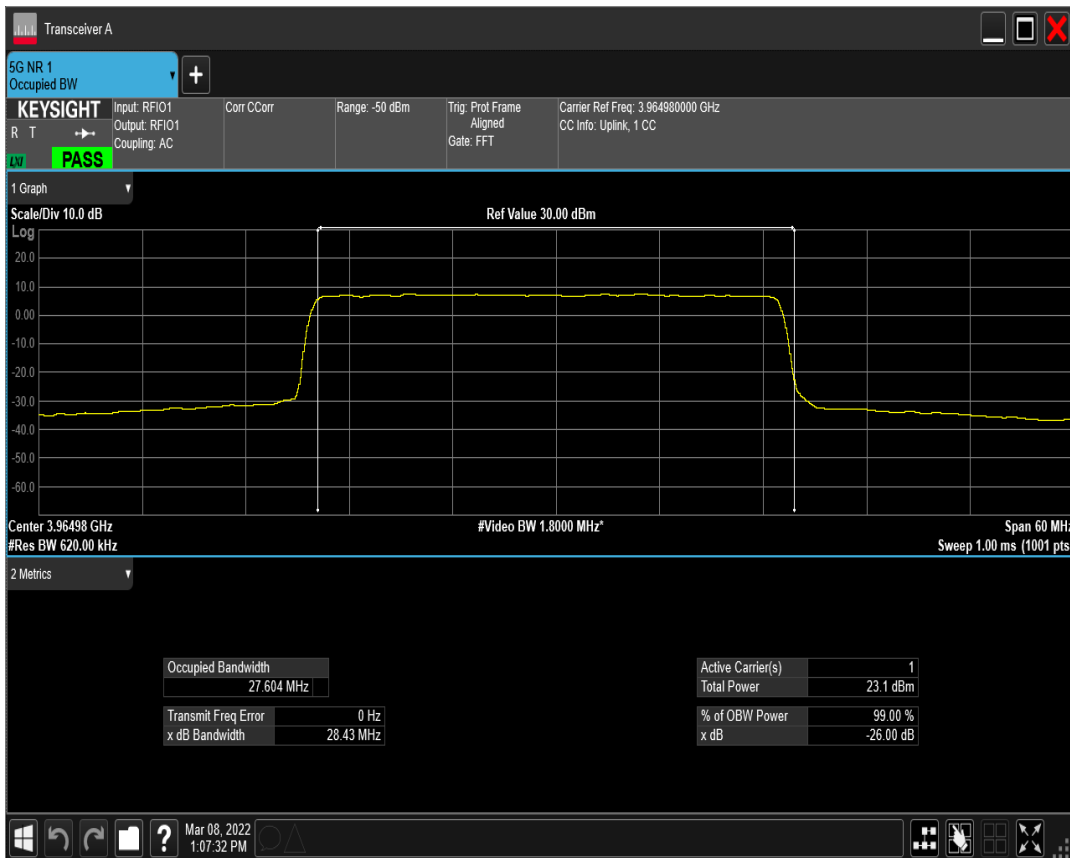 Transceiver A
5G NR 1
Occupied BW
+
KEYSIGHT
R T
LXI
PASS
Input: RFIO1
Output: RFIO1
Coupling: AC
Corr CCorr
Range: -50 dBm
Trig: Prot Frame
Aligned
Gate: FFT
Carrier Ref Freq: 3.964980000 GHz
CC Info: Uplink, 1 CC
1 Graph
Scale/Div 10.0 dB
Ref Value 30.00 dBm
Log
20.0
10.0
0.00
-10.0
-20.0
-30.0
-40.0
-50.0
-60.0
Center 3.96498 GHz
#Video BW 1.8000 MHz*
Span 60 MHz
#Res BW 620.00 kHz
Sweep 1.00 ms (1001 pts
2 Metrics
Occupied Bandwidth
27.604 MHz
Transmit Freq Error 0 Hz
x dB Bandwidth 28.43 MHz
Active Carrier(s) 1
Total Power 23.1 dBm
% of OBW Power 99.00 %
x dB -26.00 dB
?
Mar 08, 2022
1:07:32 PM